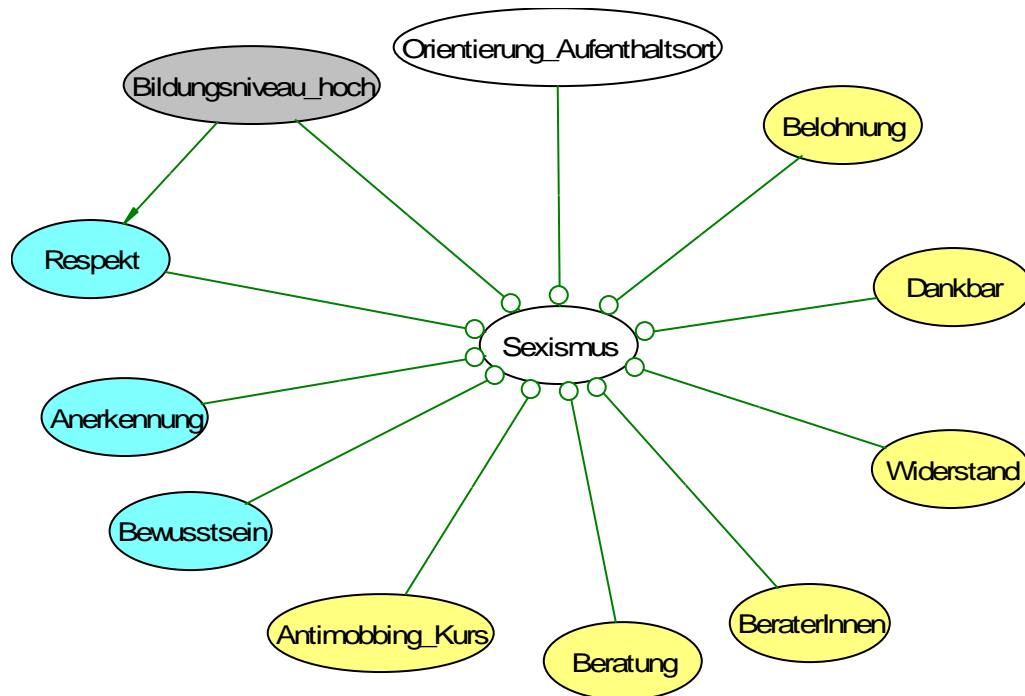 Orientierung_Aufenthaltsort
Bildungsniveau_hoch
Belohnung
Respekt
Dankbar
Sexismus
Anerkennung
Widerstand
Bewusstsein
BeraterInnen
Antimobbing_Kurs
Beratung